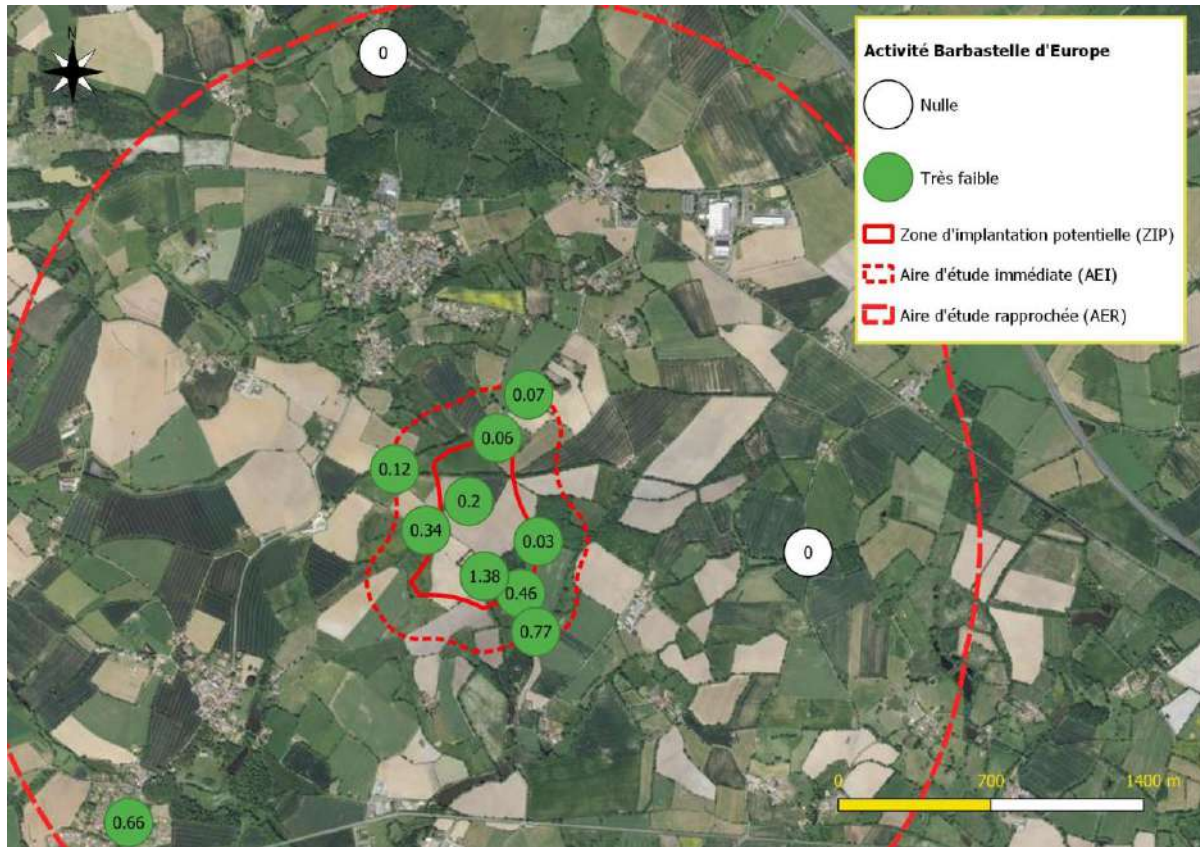 N
0
Activité Barbastelle d'Europe
Nulle
Très faible
Zone d'implantation potentielle (ZIP)
Aire d'étude immédiate (AEI)
Aire d'étude rapprochée (AER)
0.07
0.06
0.12
0.2
0.34
0.03
0
1.38
0.46
0.77
0.66
0 700 1400 m